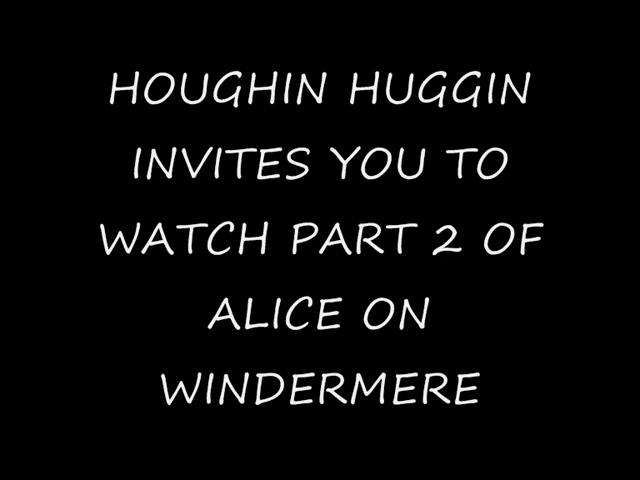 HOUGHIN HUGGIN
INVITES YOU TO
WATCH PART 2 OF
ALICE ON
WINDERMERE